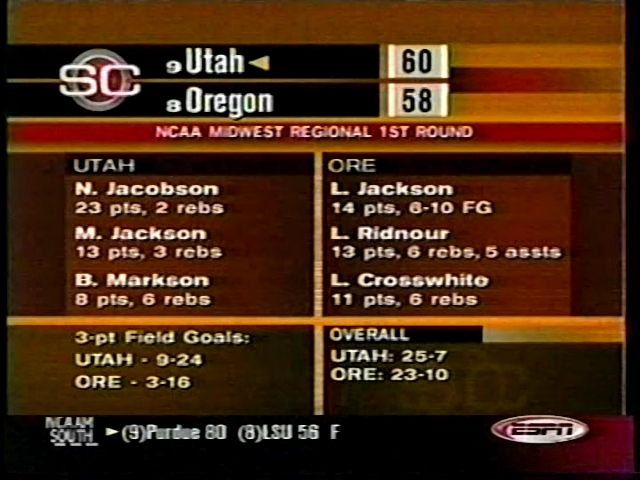 SC
9 Utah ◄ 60
8 Oregon 58
NCAA MIDWEST REGIONAL 1ST ROUND
UTAH
N. Jacobson
23 pts, 2 rebs
M. Jackson
13 pts, 3 rebs
B. Markson
8 pts, 6 rebs
ORE
L. Jackson
14 pts, 6-10 FG
L. Ridnour
13 pts, 6 rebs, 5 assts
L. Crosswhite
11 pts, 6 rebs
3-pt Field Goals:
UTAH - 9-24
ORE - 3-16
OVERALL
UTAH: 25-7
ORE: 23-10
NCAAM
SOUTH
►(9)Purdue 80 (8)LSU 56 F
ESPN